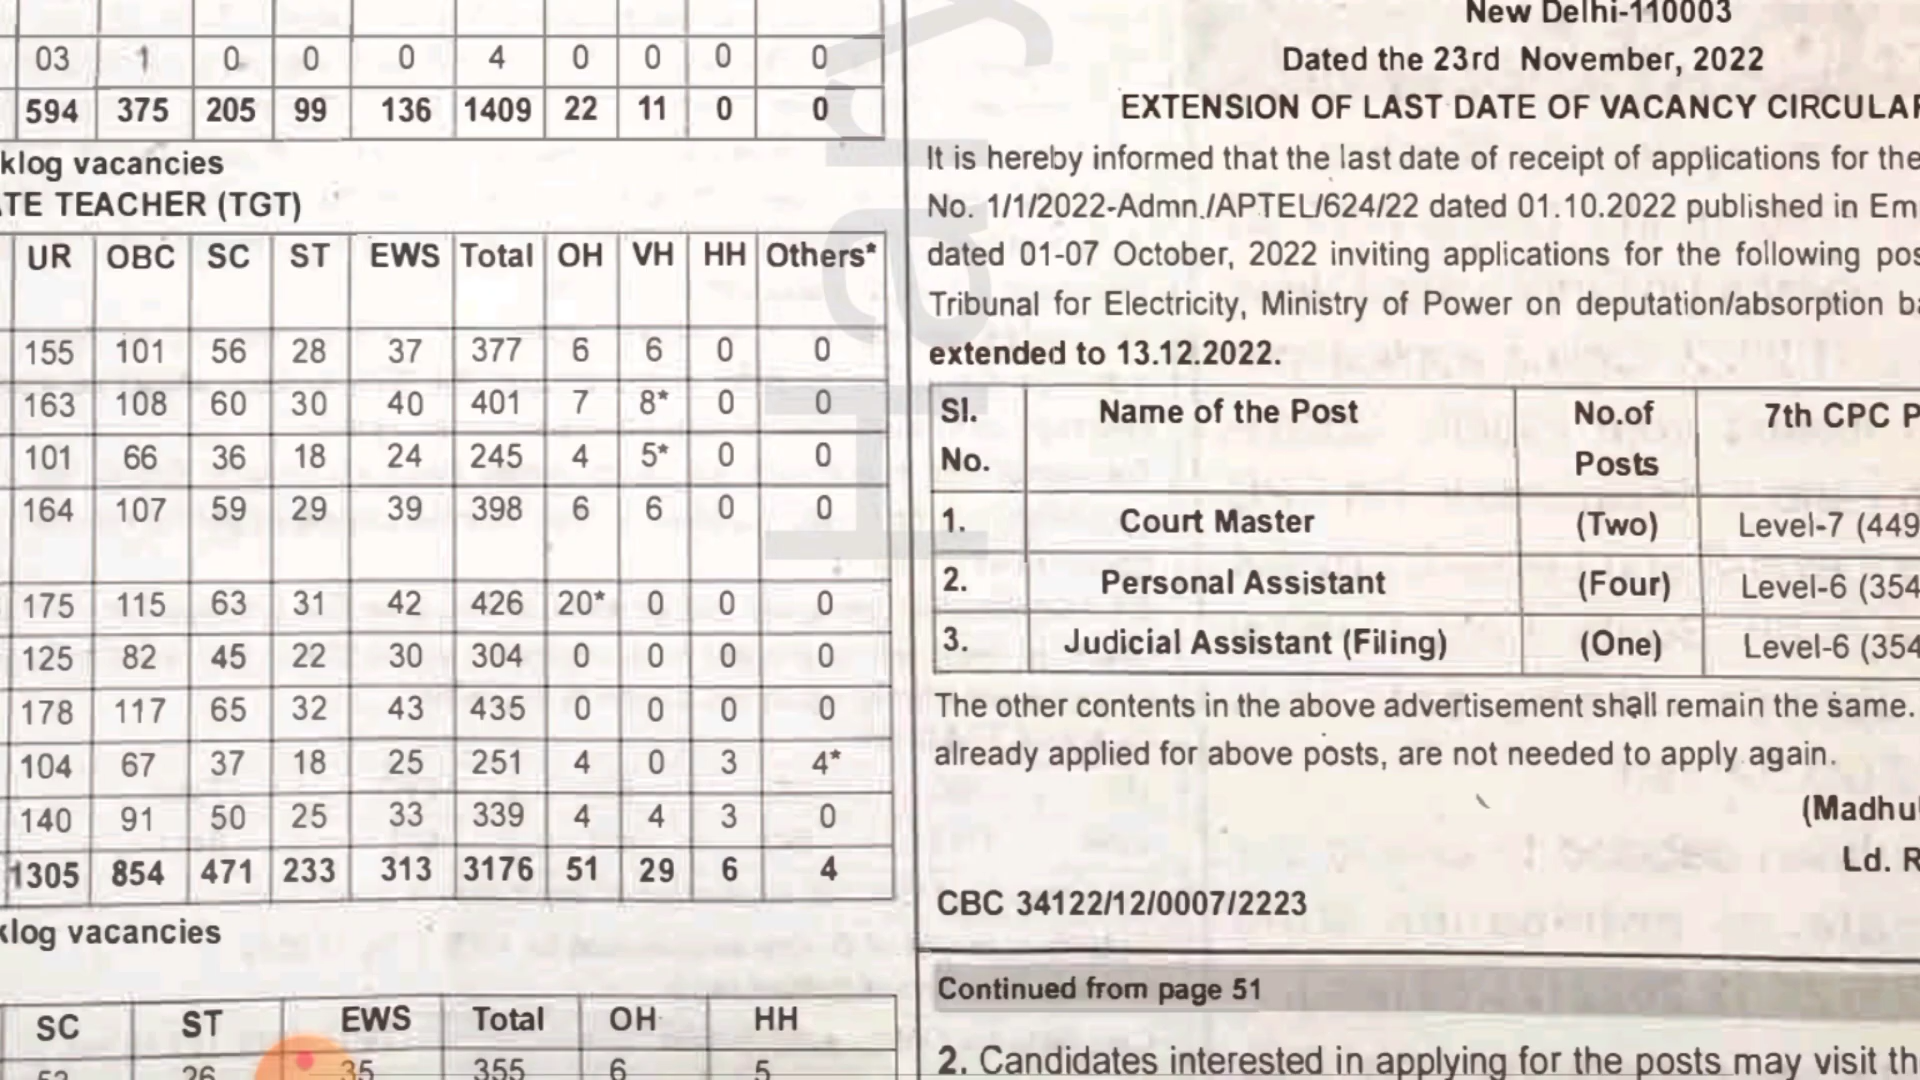 03 1 0 0 0 4 0 0 0 0
594 375 205 99 136 1409 22 11 0 0
klog vacancies
TE TEACHER (TGT)
UR OBC SC ST EWS Total OH VH HH Others*
155 101 56 28 37 377 6 6 0 0
163 108 60 30 40 401 7 8* 0 0
101 66 36 18 24 245 4 5* 0 0
164 107 59 29 39 398 6 6 0 0
175 115 63 31 42 426 20* 0 0 0
125 82 45 22 30 304 0 0 0 0
178 117 65 32 43 435 0 0 0 0
104 67 37 18 25 251 4 0 3 4*
140 91 50 25 33 339 4 4 3 0
1305 854 471 233 313 3176 51 29 6 4
klog vacancies
SC ST EWS Total OH HH
52 26 35 355 6 5
New Delhi-110003
Dated the 23rd November, 2022
EXTENSION OF LAST DATE OF VACANCY CIRCULAR
It is hereby informed that the last date of receipt of applications for the
No. 1/1/2022-Admn./APTEL/624/22 dated 01.10.2022 published in Em
dated 01-07 October, 2022 inviting applications for the following pos
Tribunal for Electricity, Ministry of Power on deputation/absorption ba
extended to 13.12.2022.
Sl. No. Name of the Post No.of Posts 7th CPC P
1. Court Master (Two) Level-7 (449
2. Personal Assistant (Four) Level-6 (354
3. Judicial Assistant (Filing) (One) Level-6 (354
The other contents in the above advertisement shall remain the same.
already applied for above posts, are not needed to apply again.
(Madhu
Ld. R
CBC 34122/12/0007/2223
Continued from page 51
2. Candidates interested in applying for the posts may visit th